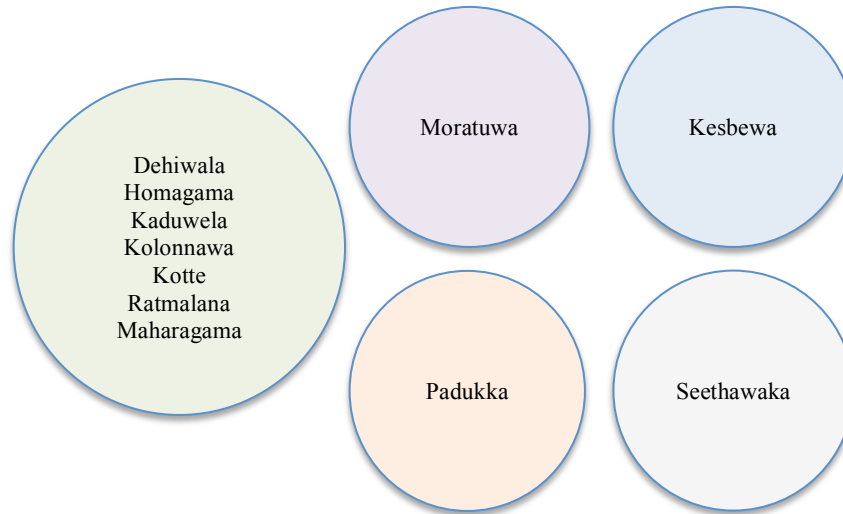 Dehiwala
Homagama
Kaduwela
Kolonnawa
Kotte
Ratmalana
Maharagama
Moratuwa
Kesbewa
Padukka
Seethawaka